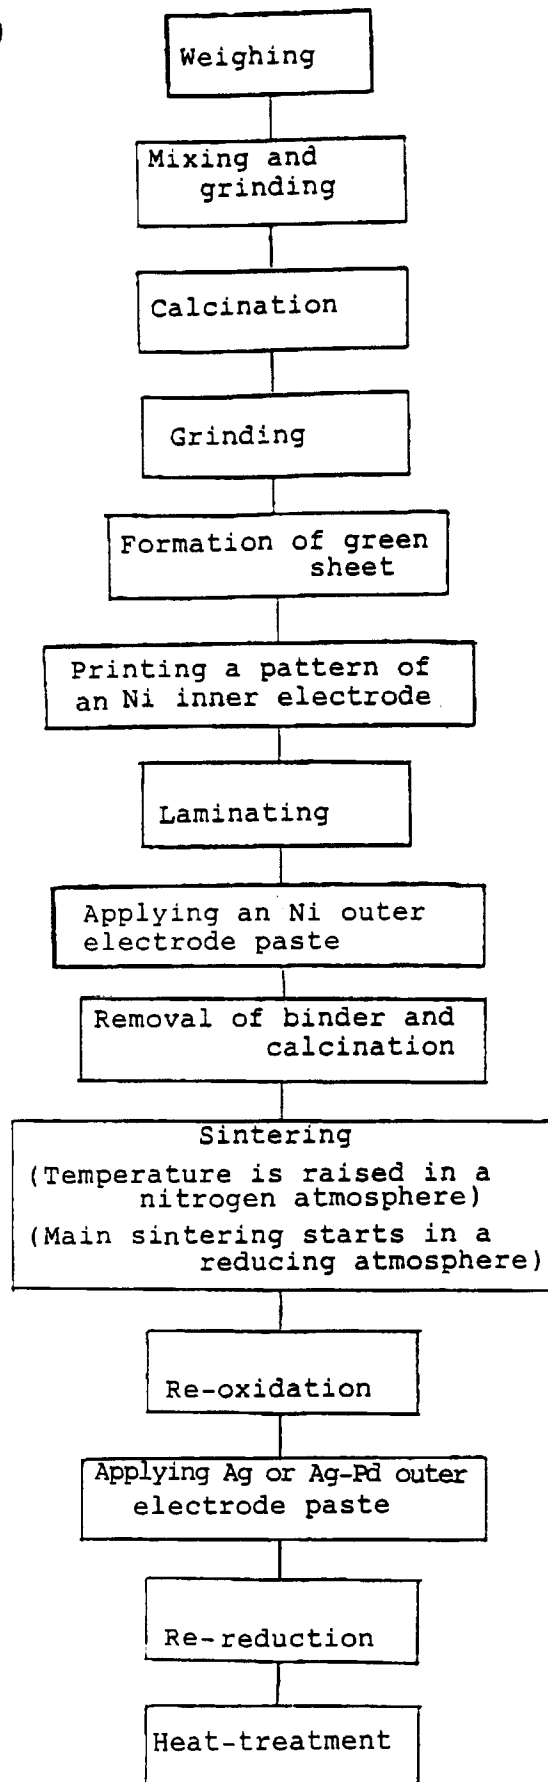 )
Weighing
Mixing and
grinding
Calcination
Grinding
Formation of green
sheet
Printing a pattern of
an Ni inner electrode
Laminating
Applying an Ni outer
electrode paste
Removal of binder and
calcination
Sintering
(Temperature is raised in a
nitrogen atmosphere)
(Main sintering starts in a
reducing atmosphere)
Re-oxidation
Applying Ag or Ag-Pd outer
electrode paste
Re-reduction
Heat-treatment